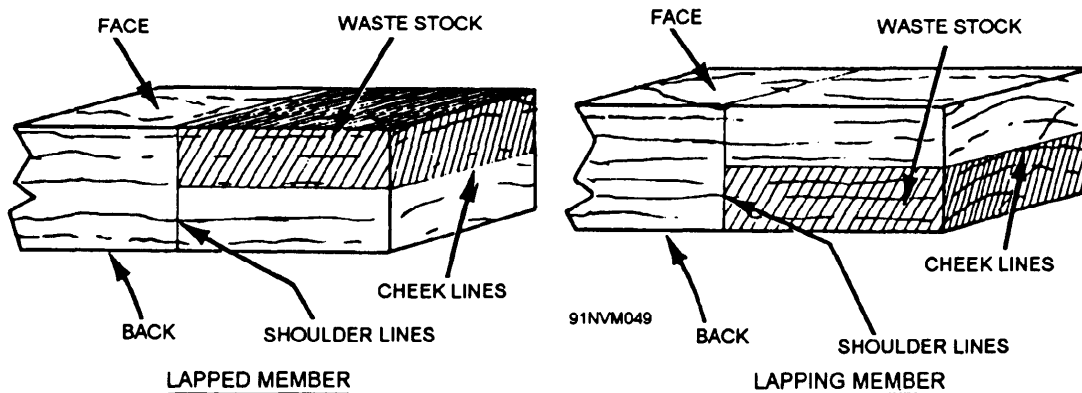 FACE
WASTE STOCK
CHEEK LINES
BACK
SHOULDER LINES
LAPPED MEMBER
FACE
WASTE STOCK
CHEEK LINES
91NVM049
BACK
SHOULDER LINES
LAPPING MEMBER